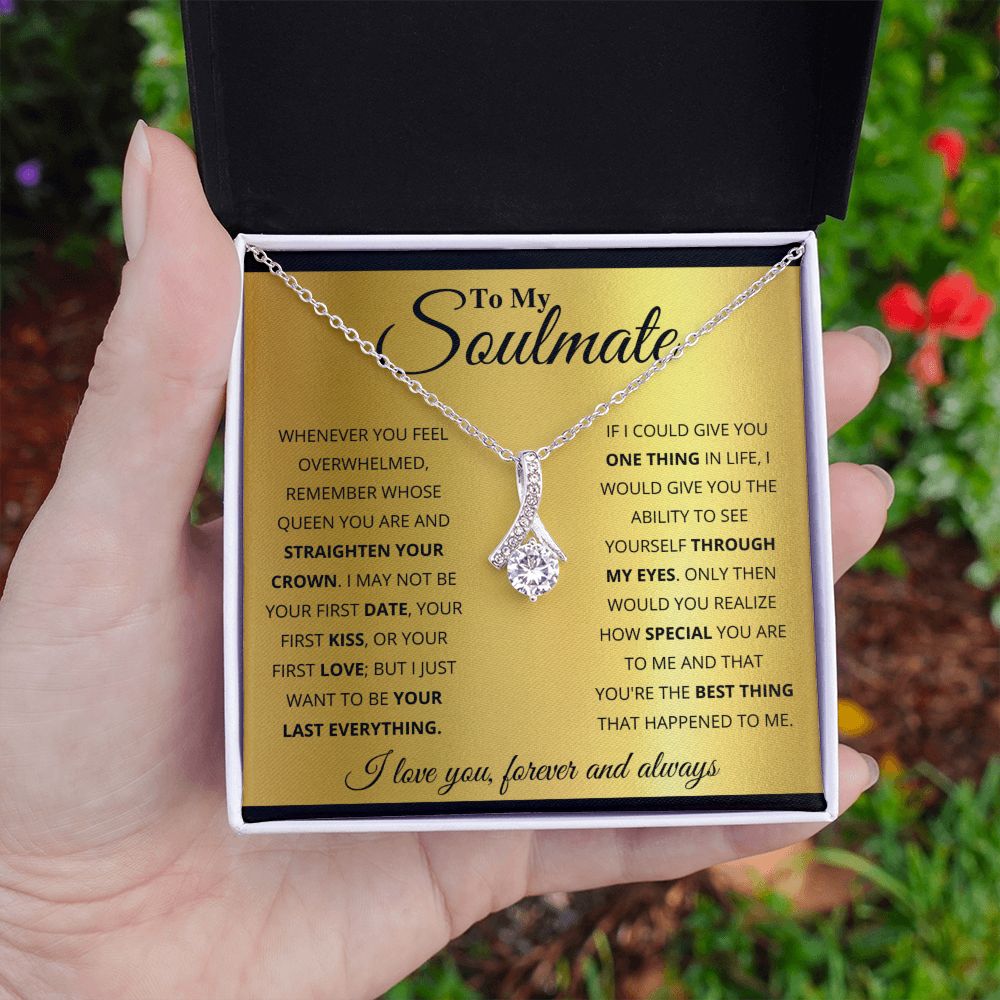 To My
Soulmate
WHENEVER YOU FEEL
OVERWHELMED,
REMEMBER WHOSE
QUEEN YOU ARE AND
STRAIGHTEN YOUR
CROWN. I MAY NOT BE
YOUR FIRST DATE, YOUR
FIRST KISS, OR YOUR
FIRST LOVE; BUT I JUST
WANT TO BE YOUR
LAST EVERYTHING.
IF I COULD GIVE YOU
ONE THING IN LIFE, I
WOULD GIVE YOU THE
ABILITY TO SEE
YOURSELF THROUGH
MY EYES. ONLY THEN
WOULD YOU REALIZE
HOW SPECIAL YOU ARE
TO ME AND THAT
YOU'RE THE BEST THING
THAT HAPPENED TO ME.
I love you, forever and always